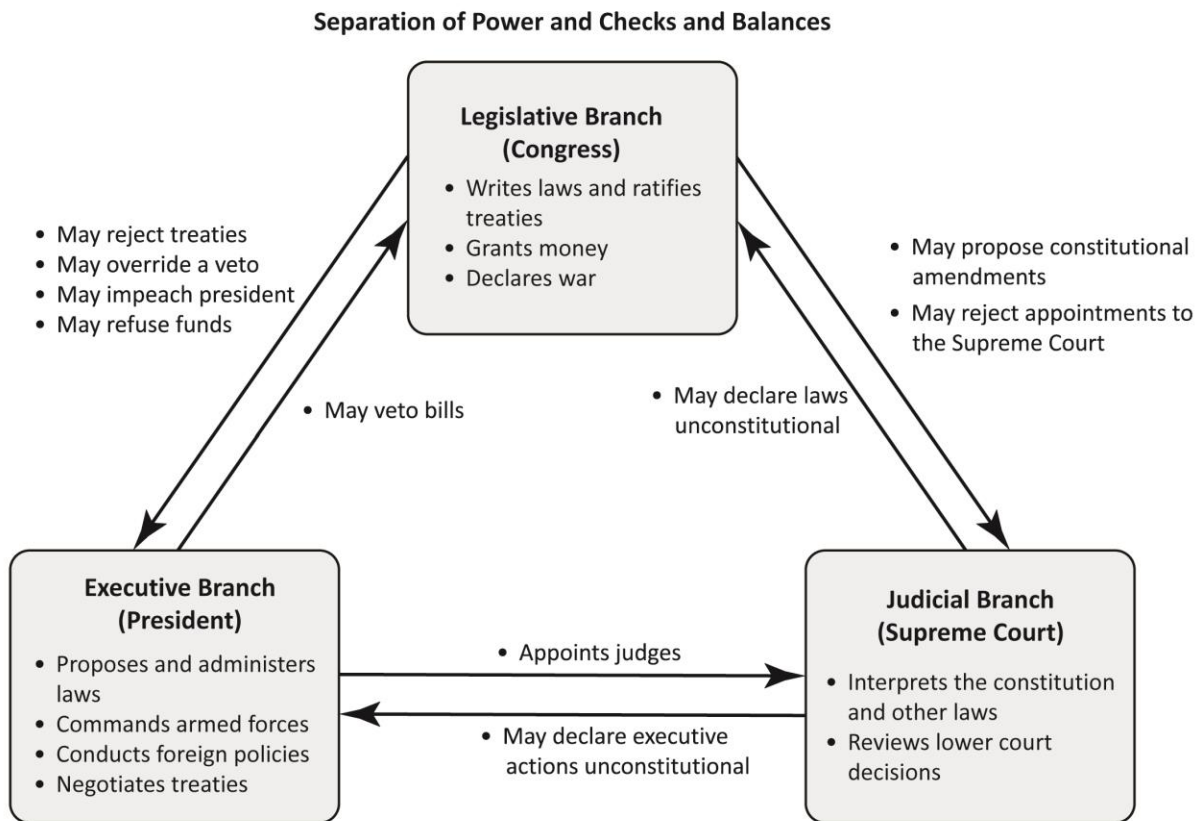 Separation of Power and Checks and Balances
Legislative Branch
(Congress)
• Writes laws and ratifies
treaties
• Grants money
• Declares war
• May reject treaties
• May override a veto
• May impeach president
• May refuse funds
• May propose constitutional
amendments
• May reject appointments to
the Supreme Court
• May veto bills
• May declare laws
unconstitutional
Executive Branch
(President)
• Proposes and administers
laws
• Commands armed forces
• Conducts foreign policies
• Negotiates treaties
• Appoints judges
• May declare executive
actions unconstitutional
Judicial Branch
(Supreme Court)
• Interprets the constitution
and other laws
• Reviews lower court
decisions